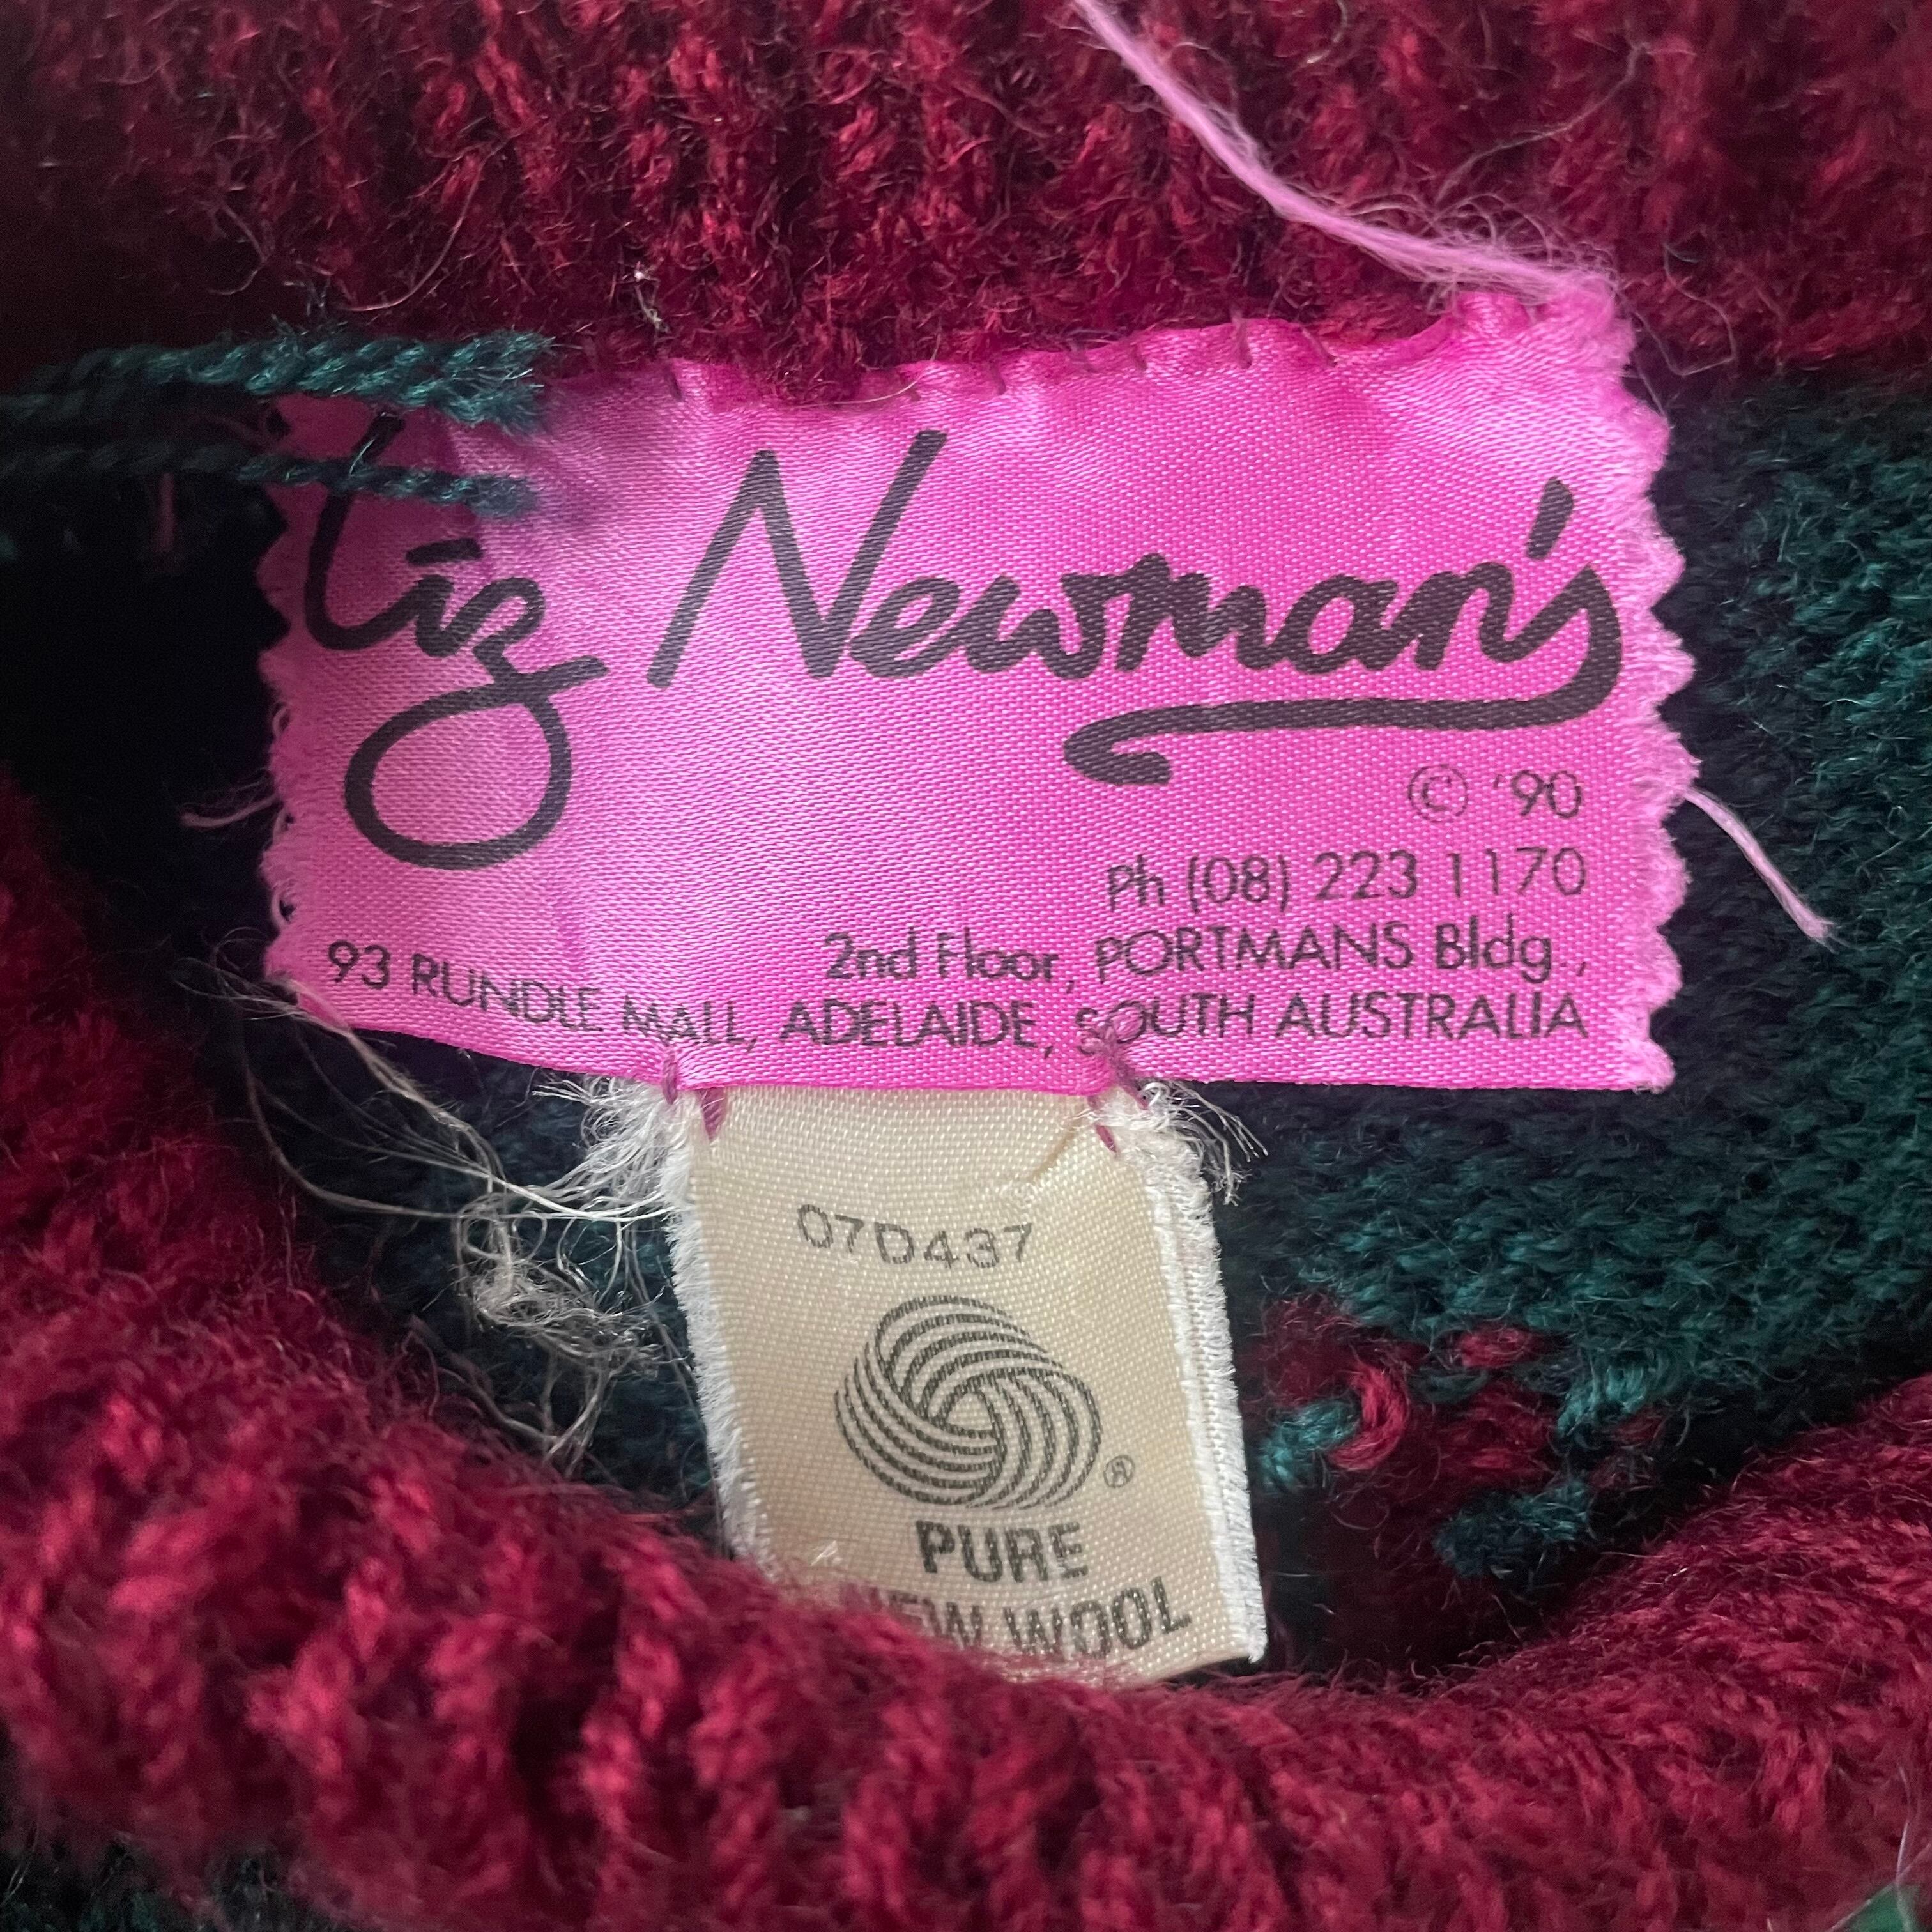 Liz Newman's
© '90
Ph (08) 223 1170
2nd Floor, PORTMANS Bldg.,
93 RUNDLE MALL, ADELAIDE, SOUTH AUSTRALIA
07D437
®
PURE
NEW WOOL